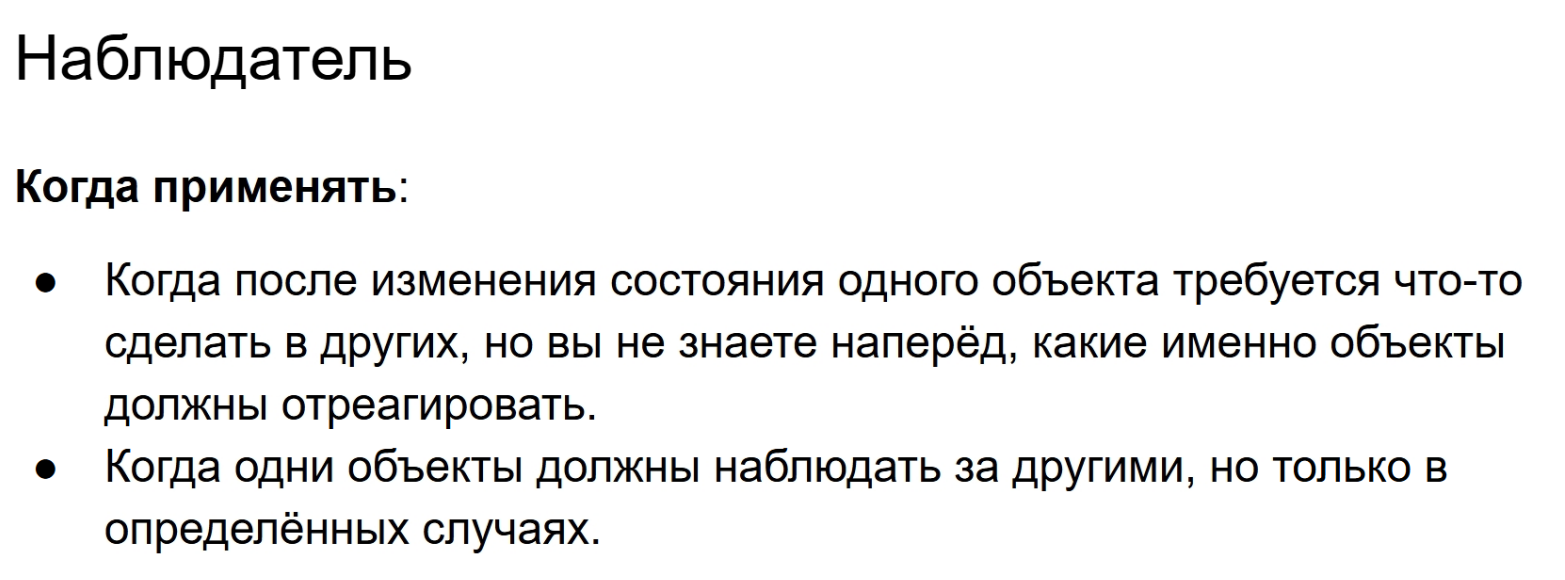 Наблюдатель
Когда применять:
● Когда после изменения состояния одного объекта требуется что-то
сделать в других, но вы не знаете наперёд, какие именно объекты
должны отреагировать.
● Когда одни объекты должны наблюдать за другими, но только в
определённых случаях.